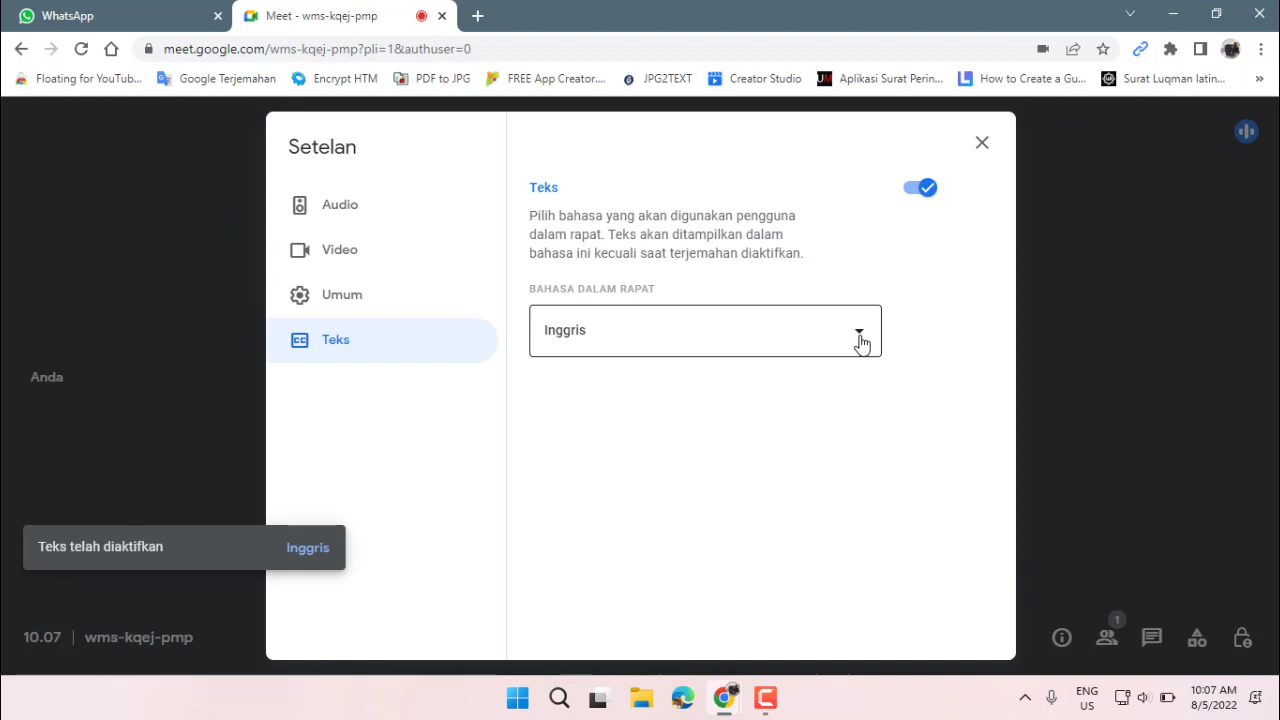 WhatsApp
Meet - wms-kqej-pmp
meet.google.com/wms-kqej-pmp?pli=1&authuser=0
Floating for YouTub...
Google Terjemahan
Encrypt HTM
PDF to JPG
FREE App Creator....
JPG2TEXT
Creator Studio
Aplikasi Surat Perin...
How to Create a Gu...
Surat Luqman latin...
Setelan
Audio
Video
Umum
Teks
Teks
Pilih bahasa yang akan digunakan pengguna
dalam rapat. Teks akan ditampilkan dalam
bahasa ini kecuali saat terjemahan diaktifkan.
BAHASA DALAM RAPAT
Inggris
Anda
Teks telah diaktifkan Inggris
10.07 | wms-kqej-pmp
1
ENG
US
10:07 AM
8/5/2022